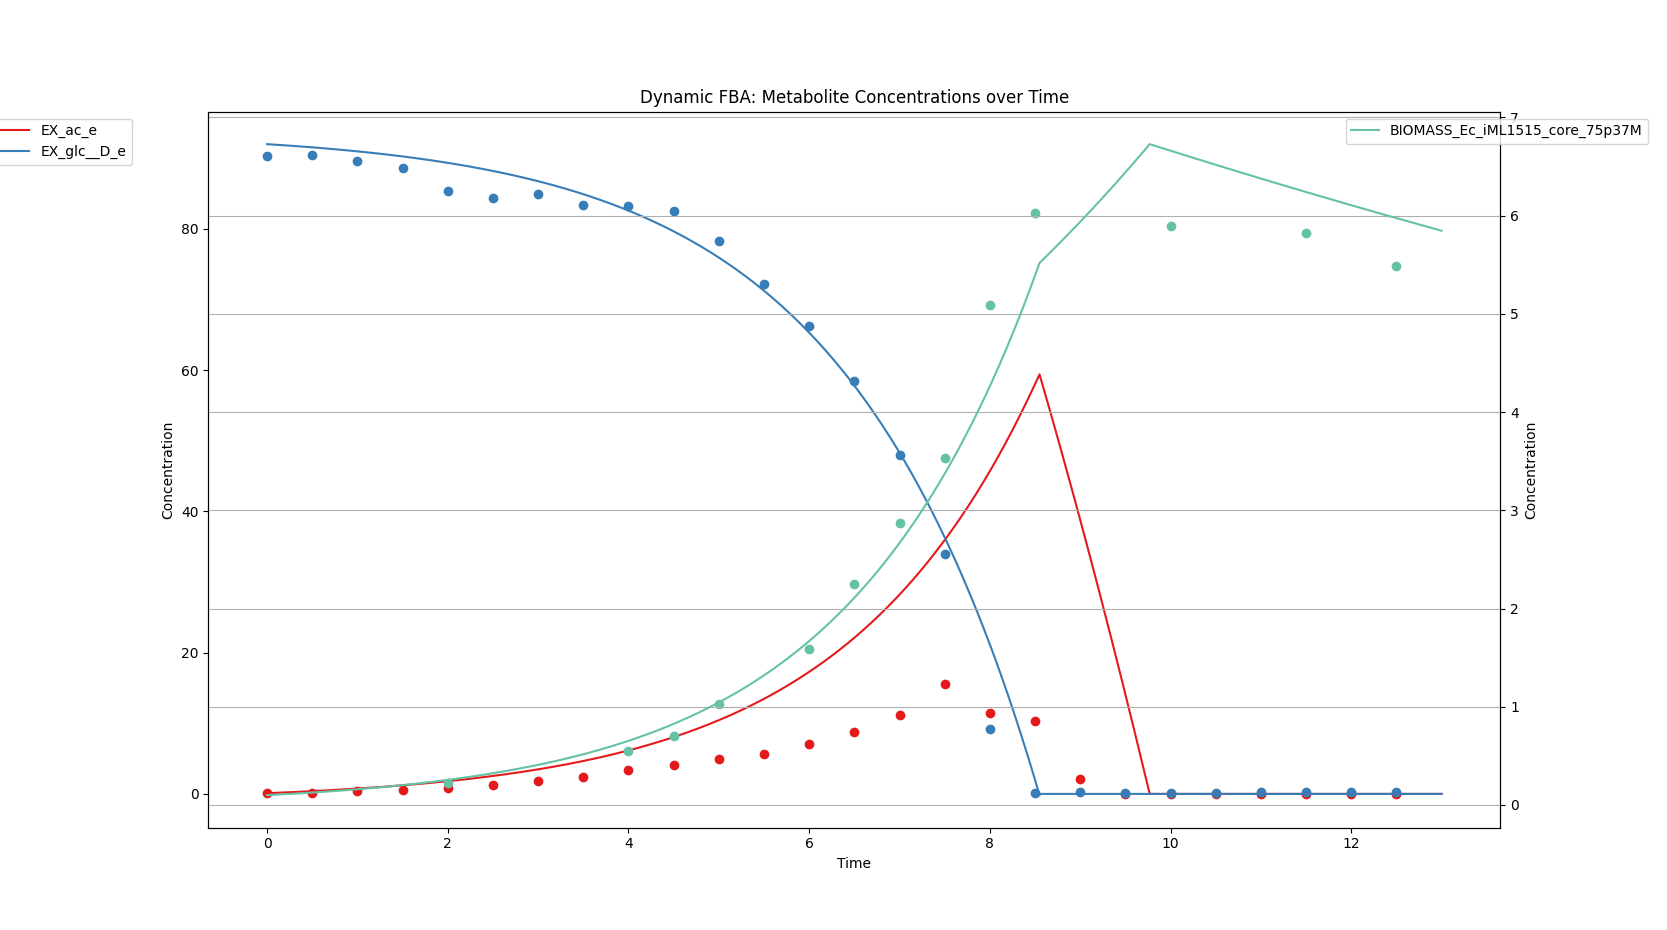 Dynamic FBA: Metabolite Concentrations over Time
EX_ac_e
EX_glc__D_e
BIOMASS_Ec_iML1515_core_75p37M
Concentration
80
60
40
20
0
7
6
5
4
3
2
1
0
Concentration
0 2 4 6 8 10 12
Time